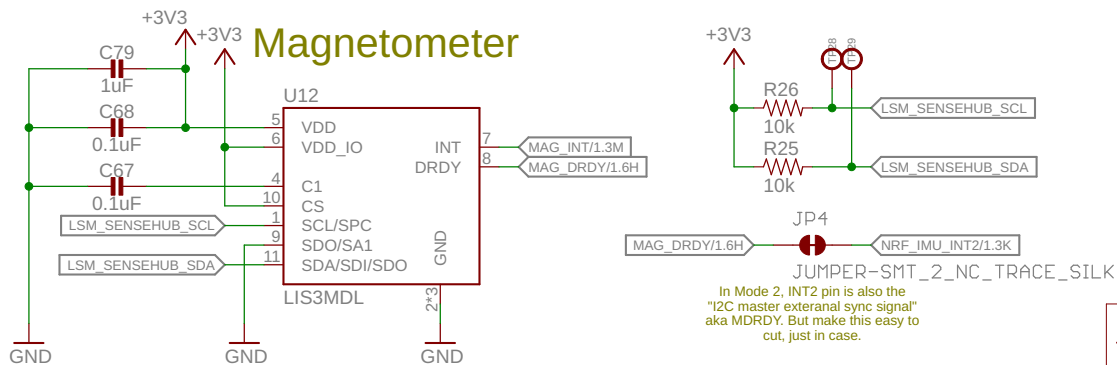 +3V3
+3V3
Magnetometer
C79
1uF
C68
0.1uF
C67
0.1uF
U12
5
VDD
6
VDD_IO
4
C1
10
CS
1
SCL/SPC
9
SDO/SA1
11
SDA/SDI/SDO
INT
7
DRDY
8
GND
2*3
LIS3MDL
MAG_INT/1.3M
MAG_DRDY/1.6H
LSM_SENSEHUB_SCL
LSM_SENSEHUB_SDA
GND
GND
GND
+3V3
TP28
TP29
R26
10k
LSM_SENSEHUB_SCL
R25
10k
LSM_SENSEHUB_SDA
JP4
MAG_DRDY/1.6H
NRF_IMU_INT2/1.3K
JUMPER-SMT_2_NC_TRACE_SILK
In Mode 2, INT2 pin is also the
"I2C master exteranal sync signal"
aka MDRDY. But make this easy to
cut, just in case.